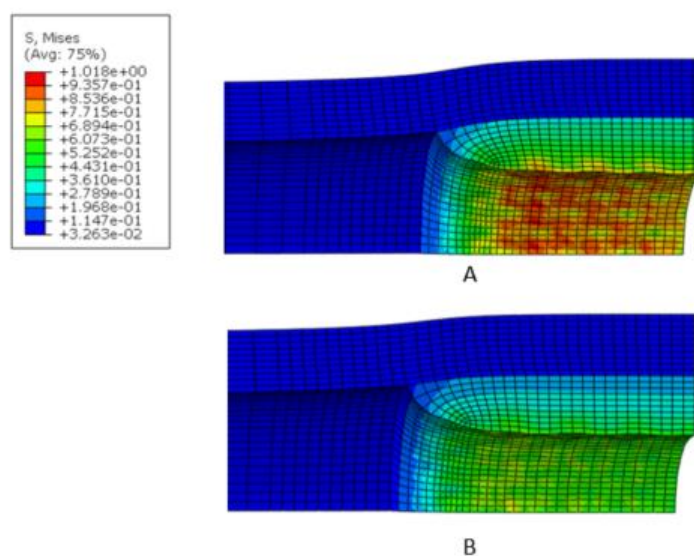 S, Mises
(Avg: 75%)
+1.018e+00
+9.357e-01
+8.536e-01
+7.715e-01
+6.894e-01
+6.073e-01
+5.252e-01
+4.431e-01
+3.610e-01
+2.789e-01
+1.968e-01
+1.147e-01
+3.263e-02
A
B